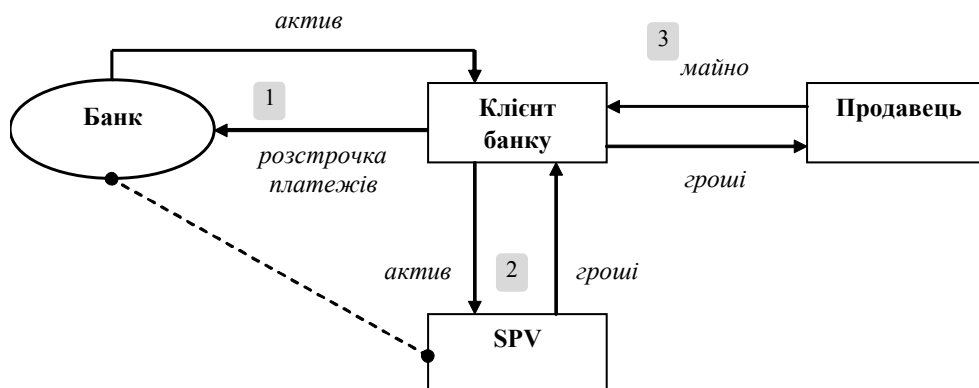 актив
3
майно
Банк
1
Клієнт
банку
Продавець
розстрочка
платежів
гроші
актив
2
гроші
SPV